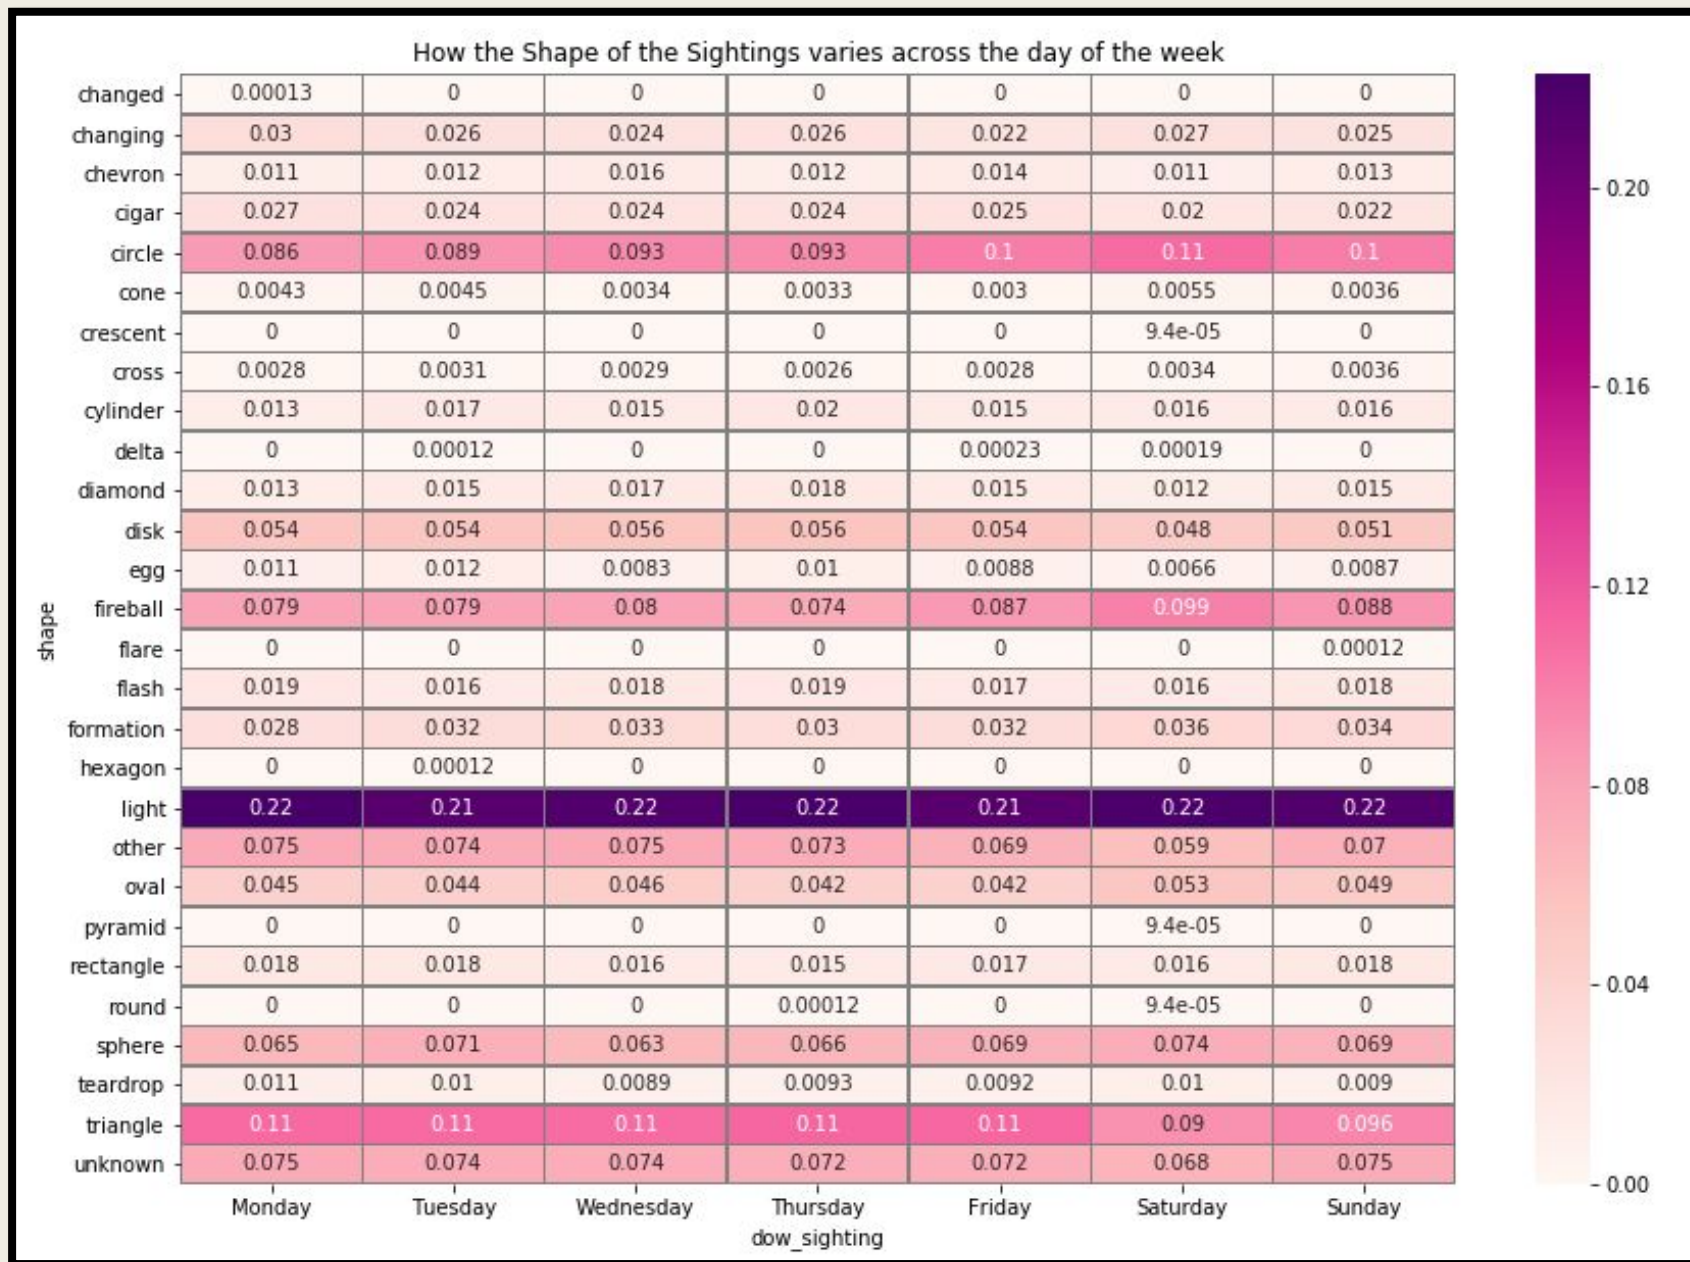 How the Shape of the Sightings varies across the day of the week
changed 0.00013 0 0 0 0 0 0
changing 0.03 0.026 0.024 0.026 0.022 0.027 0.025
chevron 0.011 0.012 0.016 0.012 0.014 0.011 0.013
cigar 0.027 0.024 0.024 0.024 0.025 0.02 0.022
circle 0.086 0.089 0.093 0.093 0.1 0.11 0.1
cone 0.0043 0.0045 0.0034 0.0033 0.003 0.0055 0.0036
crescent 0 0 0 0 0 9.4e-05 0
cross 0.0028 0.0031 0.0029 0.0026 0.0028 0.0034 0.0036
cylinder 0.013 0.017 0.015 0.02 0.015 0.016 0.016
delta 0 0.00012 0 0 0.00023 0.00019 0
diamond 0.013 0.015 0.017 0.018 0.015 0.012 0.015
disk 0.054 0.054 0.056 0.056 0.054 0.048 0.051
egg 0.011 0.012 0.0083 0.01 0.0088 0.0066 0.0087
fireball 0.079 0.079 0.08 0.074 0.087 0.099 0.088
flare 0 0 0 0 0 0 0.00012
flash 0.019 0.016 0.018 0.019 0.017 0.016 0.018
formation 0.028 0.032 0.033 0.03 0.032 0.036 0.034
hexagon 0 0.00012 0 0 0 0 0
light 0.22 0.21 0.22 0.22 0.21 0.22 0.22
other 0.075 0.074 0.075 0.073 0.069 0.059 0.07
oval 0.045 0.044 0.046 0.042 0.042 0.053 0.049
pyramid 0 0 0 0 0 9.4e-05 0
rectangle 0.018 0.018 0.016 0.015 0.017 0.016 0.018
round 0 0 0 0.00012 0 9.4e-05 0
sphere 0.065 0.071 0.063 0.066 0.069 0.074 0.069
teardrop 0.011 0.01 0.0089 0.0093 0.0092 0.01 0.009
triangle 0.11 0.11 0.11 0.11 0.11 0.09 0.096
unknown 0.075 0.074 0.074 0.072 0.072 0.068 0.075
Monday Tuesday Wednesday Thursday Friday Saturday Sunday
dow_sighting
shape
0.20
0.16
0.12
0.08
0.04
0.00